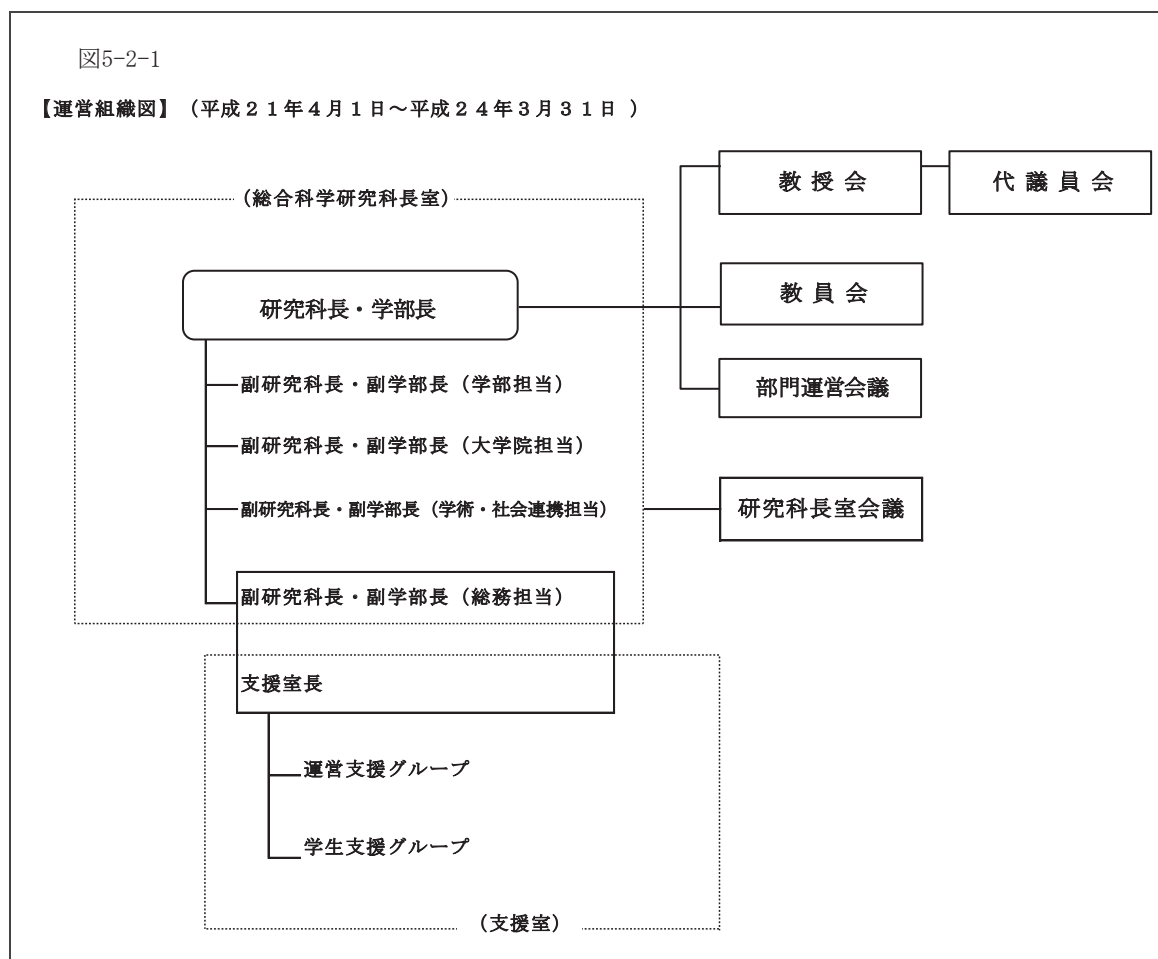 図5-2-1
【運営組織図】（平成２１年４月１日～平成２４年３月３１日 ）
教 授 会
代 議 員 会
（総合科学研究科長室）
研究科長・学部長
教 員 会
副研究科長・副学部長（学部担当）
部門運営会議
副研究科長・副学部長（大学院担当）
副研究科長・副学部長（学術・社会連携担当）
研究科長室会議
副研究科長・副学部長（総務担当）
支援室長
運営支援グループ
学生支援グループ
（支援室）